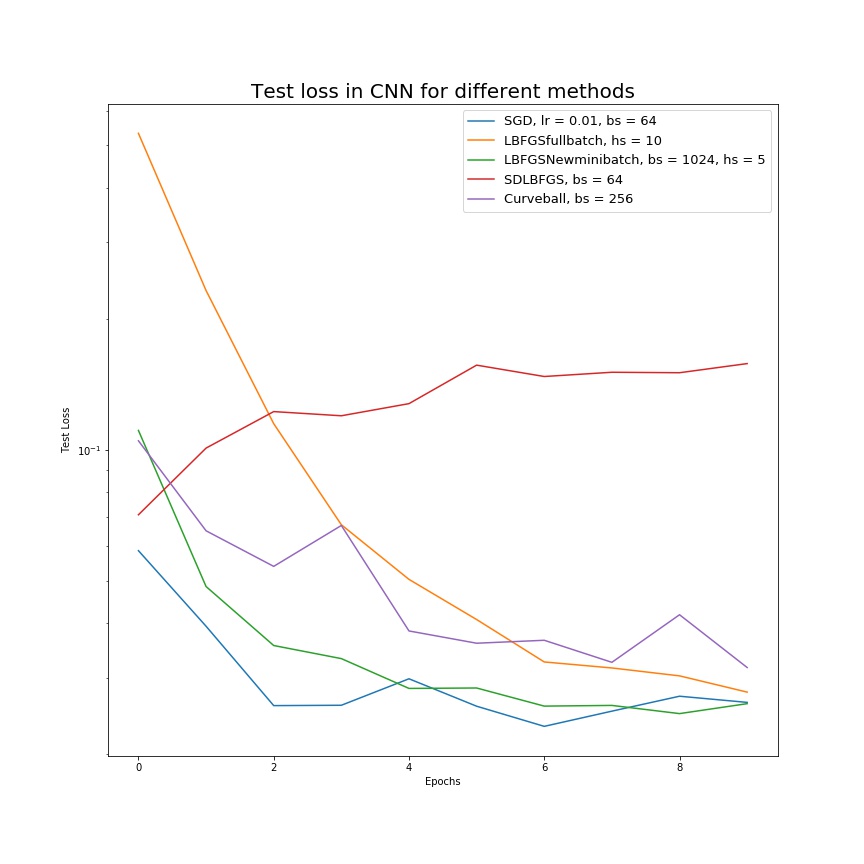 Test loss in CNN for different methods
SGD, lr = 0.01, bs = 64
LBFGSfullbatch, hs = 10
LBFGSNewminibatch, bs = 1024, hs = 5
SDLBFGS, bs = 64
Curveball, bs = 256
Test Loss
10⁻¹
0 2 4 6 8
Epochs